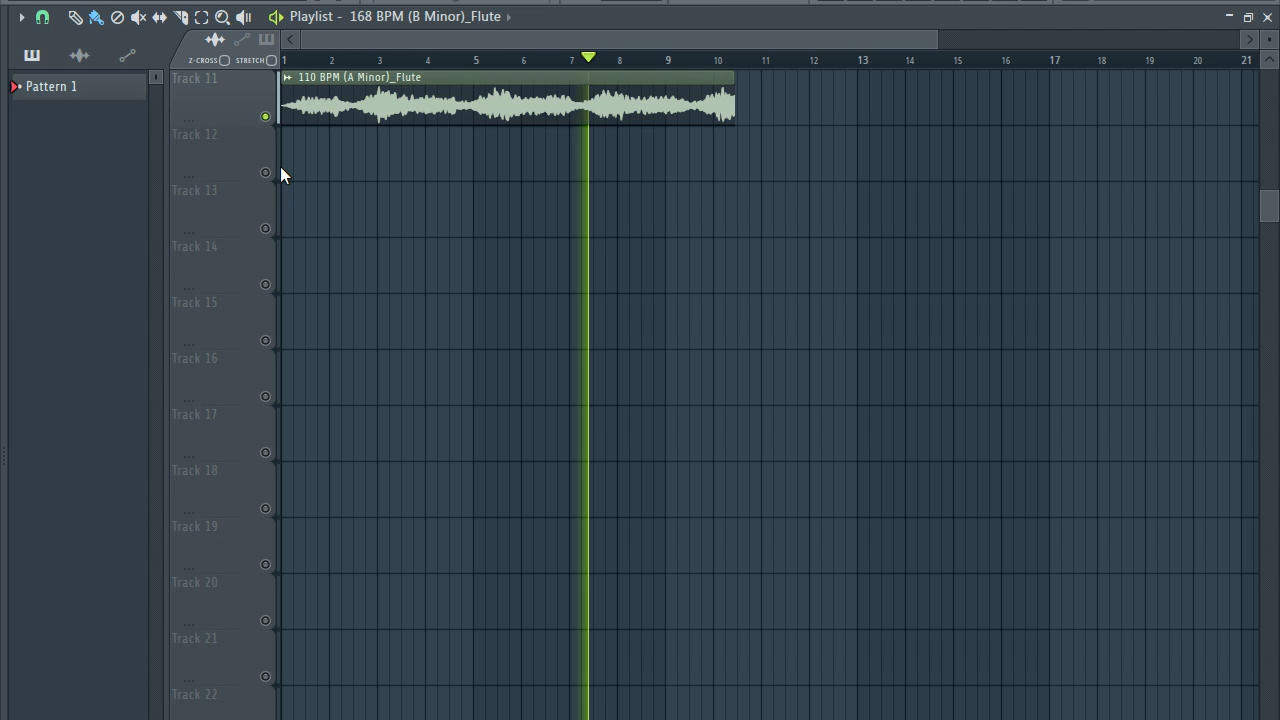 Playlist - 168 BPM (B Minor)_Flute
Z-CROSS STRETCH
1 2 3 4 5 6 7 8 9 10 11 12 13 14 15 16 17 18 19 20 21
Pattern 1
Track 11
110 BPM (A Minor)_Flute
Track 12
Track 13
Track 14
Track 15
Track 16
Track 17
Track 18
Track 19
Track 20
Track 21
Track 22